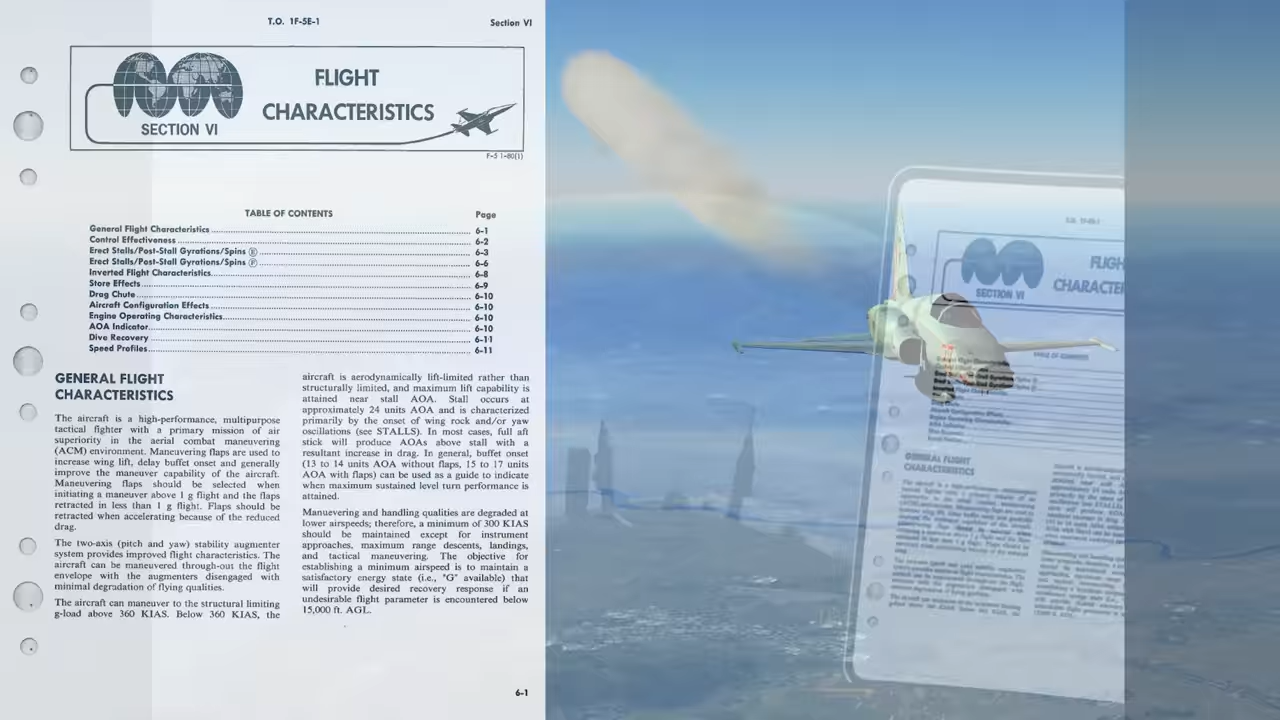 T.O. 1F-5E-1
Section VI
FLIGHT
CHARACTERISTICS
SECTION VI
F-5 1-80(1)
TABLE OF CONTENTS
Page
General Flight Characteristics 6-1
Control Effectiveness 6-2
Erect Stalls/Post-Stall Gyrations/Spins Ⓔ 6-3
Erect Stalls/Post-Stall Gyrations/Spins Ⓕ 6-6
Inverted Flight Characteristics 6-8
Store Effects 6-9
Drag Chute 6-10
Aircraft Configuration Effects 6-10
Engine Operating Characteristics 6-10
AOA Indicator 6-10
Dive Recovery 6-11
Speed Profiles 6-11
GENERAL FLIGHT
CHARACTERISTICS
The aircraft is a high-performance, multipurpose
tactical fighter with a primary mission of air
superiority in the aerial combat maneuvering
(ACM) environment. Maneuvering flaps are used to
increase wing lift, delay buffet onset and generally
improve the maneuver capability of the aircraft.
Maneuvering flaps should be selected when
initiating a maneuver above 1 g flight and the flaps
retracted in less than 1 g flight. Flaps should be
retracted when accelerating because of the reduced
drag.
The two-axis (pitch and yaw) stability augmenter
system provides improved flight characteristics. The
aircraft can be maneuvered through-out the flight
envelope with the augmenters disengaged with
minimal degradation of flying qualities.
The aircraft can maneuver to the structural limiting
g-load above 360 KIAS. Below 360 KIAS, the
aircraft is aerodynamically lift-limited rather than
structurally limited, and maximum lift capability is
attained near stall AOA. Stall occurs at
approximately 24 units AOA and is characterized
primarily by the onset of wing rock and/or yaw
oscillations (see STALLS). In most cases, full aft
stick will produce AOAs above stall with a
resultant increase in drag. In general, buffet onset
(13 to 14 units AOA without flaps, 15 to 17 units
AOA with flaps) can be used as a guide to indicate
when maximum sustained level turn performance is
attained.
Maneuvering and handling qualities are degraded at
lower airspeeds; therefore, a minimum of 300 KIAS
should be maintained except for instrument
approaches, maximum range descents, landings,
and tactical maneuvering. The objective for
establishing a minimum airspeed is to maintain a
satisfactory energy state (i.e., "G" available) that
will provide desired recovery response if an
undesirable flight parameter is encountered below
15,000 ft. AGL.
6-1
SECTION VI
FLIGH
CHARACTERIS
GENERAL FLIGHT
CHARACTERISTICS